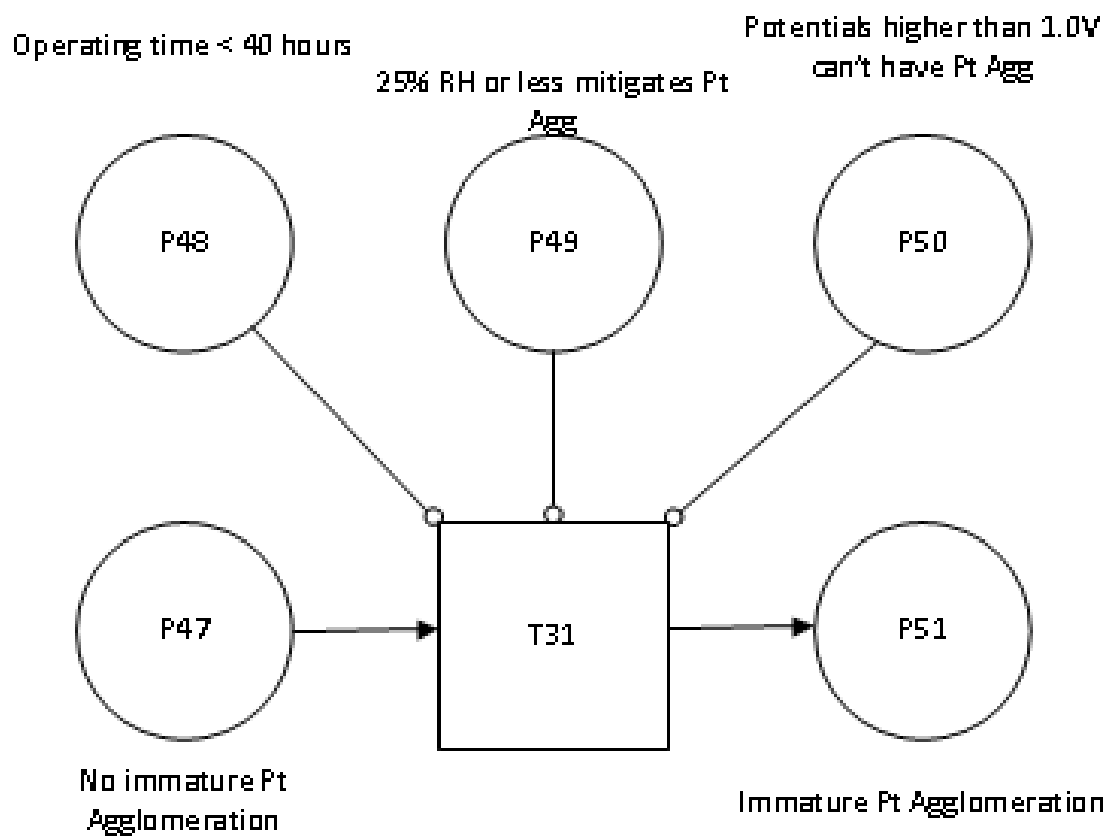 Operating time < 40 hours
Potentials higher than 1.0V
can't have Pt Agg
25% RH or less mitigates Pt
Agg
P48
P49
P50
P47
T31
P51
No immature Pt
Agglomeration
Immature Pt Agglomeration